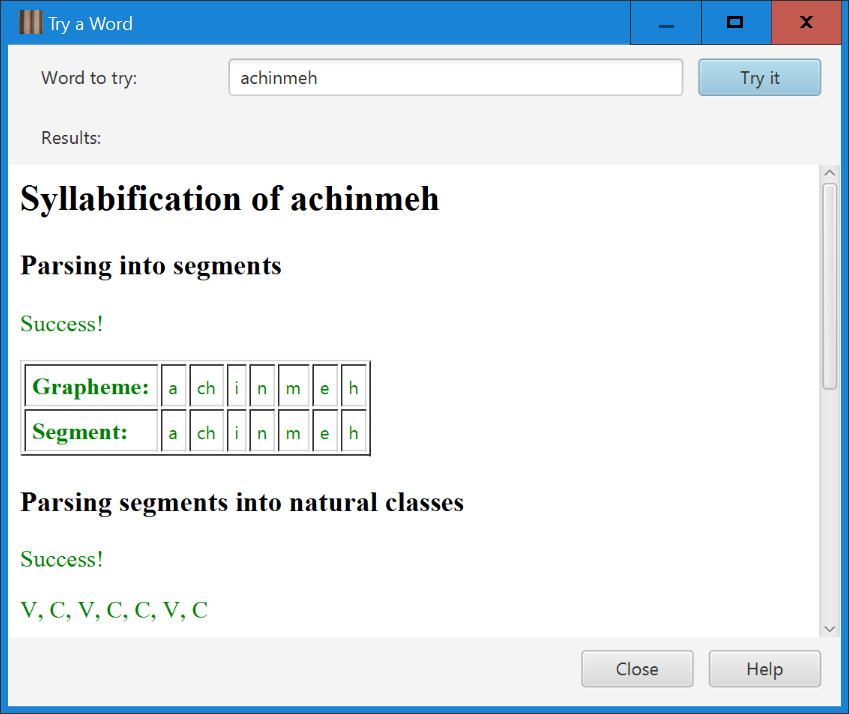 Try a Word
Word to try: achinmeh Try it
Results:
Syllabification of achinmeh
Parsing into segments
Success!
Grapheme: a ch i n m e h
Segment: a ch i n m e h
Parsing segments into natural classes
Success!
V, C, V, C, C, V, C
Close Help